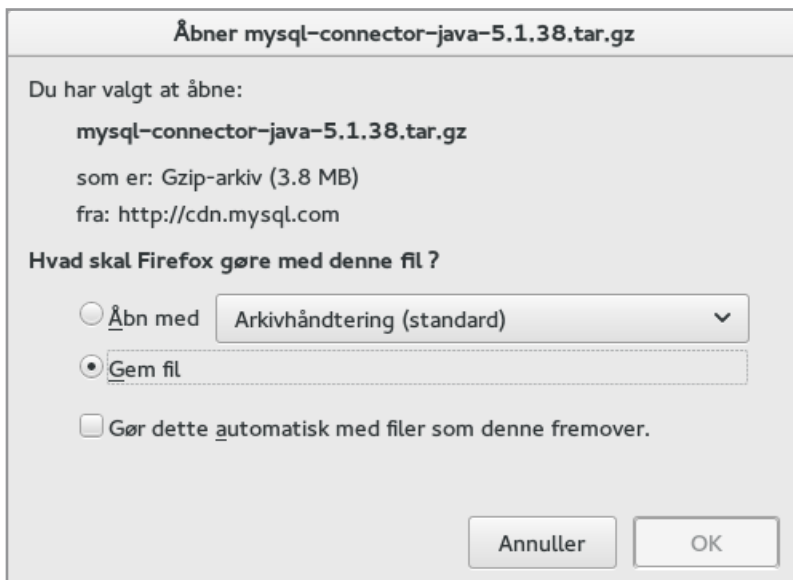 Åbner mysql-connector-java-5.1.38.tar.gz
Du har valgt at åbne:
mysql-connector-java-5.1.38.tar.gz
som er: Gzip-arkiv (3.8 MB)
fra: http://cdn.mysql.com
Hvad skal Firefox gøre med denne fil ?
Åbn med Arkivhåndtering (standard)
Gem fil
Gør dette automatisk med filer som denne fremover.
Annuller OK